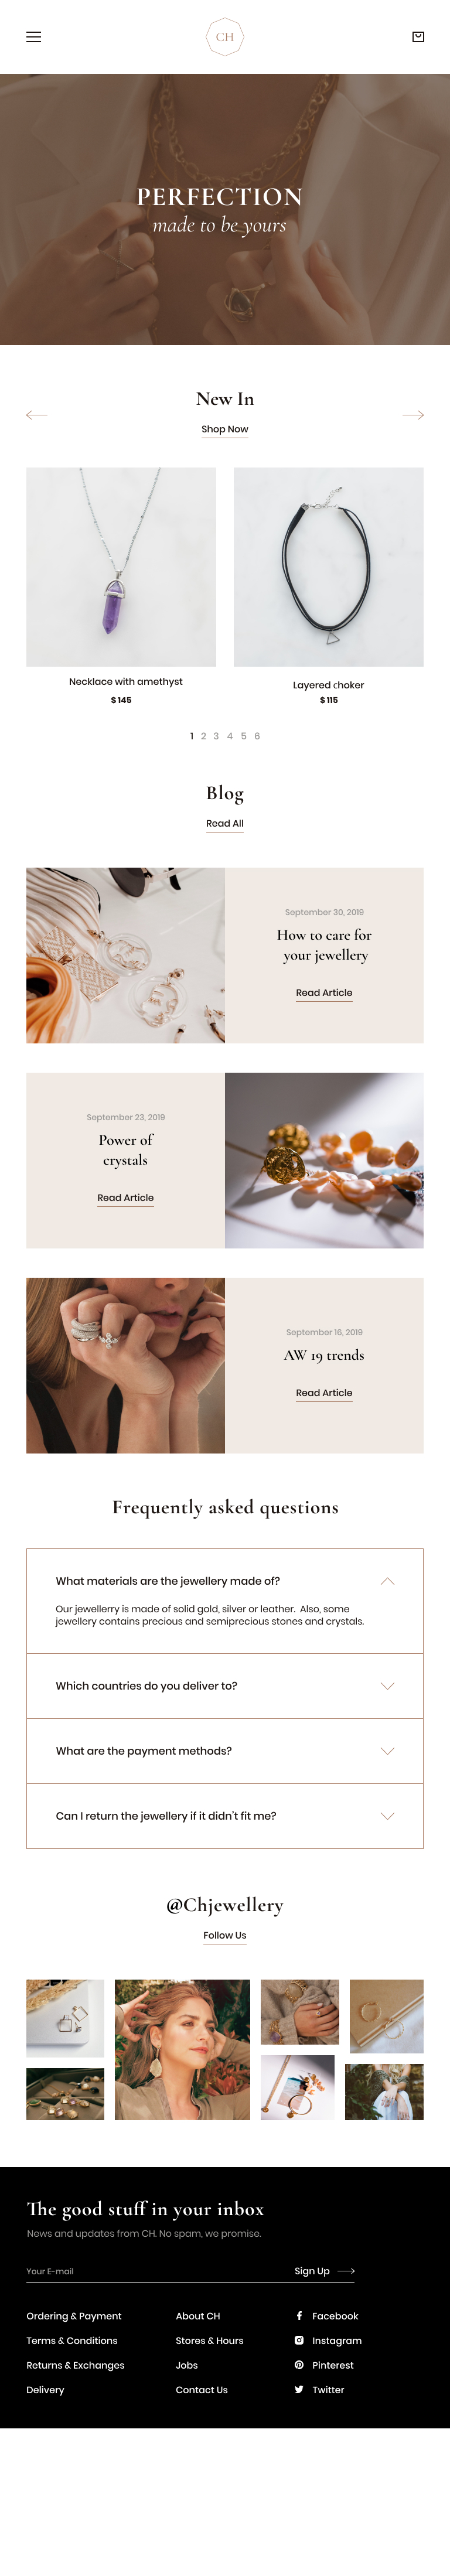 CH
PERFECTION
made to be yours
New In
Shop Now
Necklace with amethyst
$ 145
Layered choker
$ 115
1 2 3 4 5 6
Blog
Read All
September 30, 2019
How to care for
your jewellery
Read Article
September 23, 2019
Power of
crystals
Read Article
September 16, 2019
AW 19 trends
Read Article
Frequently asked questions
What materials are the jewellery made of?
Our jewellerry is made of solid gold, silver or leather. Also, some
jewellery contains precious and semiprecious stones and crystals.
Which countries do you deliver to?
What are the payment methods?
Can I return the jewellery if it didn't fit me?
@Chjewellery
Follow Us
The good stuff in your inbox
News and updates from CH. No spam, we promise.
Your E-mail
Sign Up
Ordering & Payment
Terms & Conditions
Returns & Exchanges
Delivery
About CH
Stores & Hours
Jobs
Contact Us
Facebook
Instagram
Pinterest
Twitter